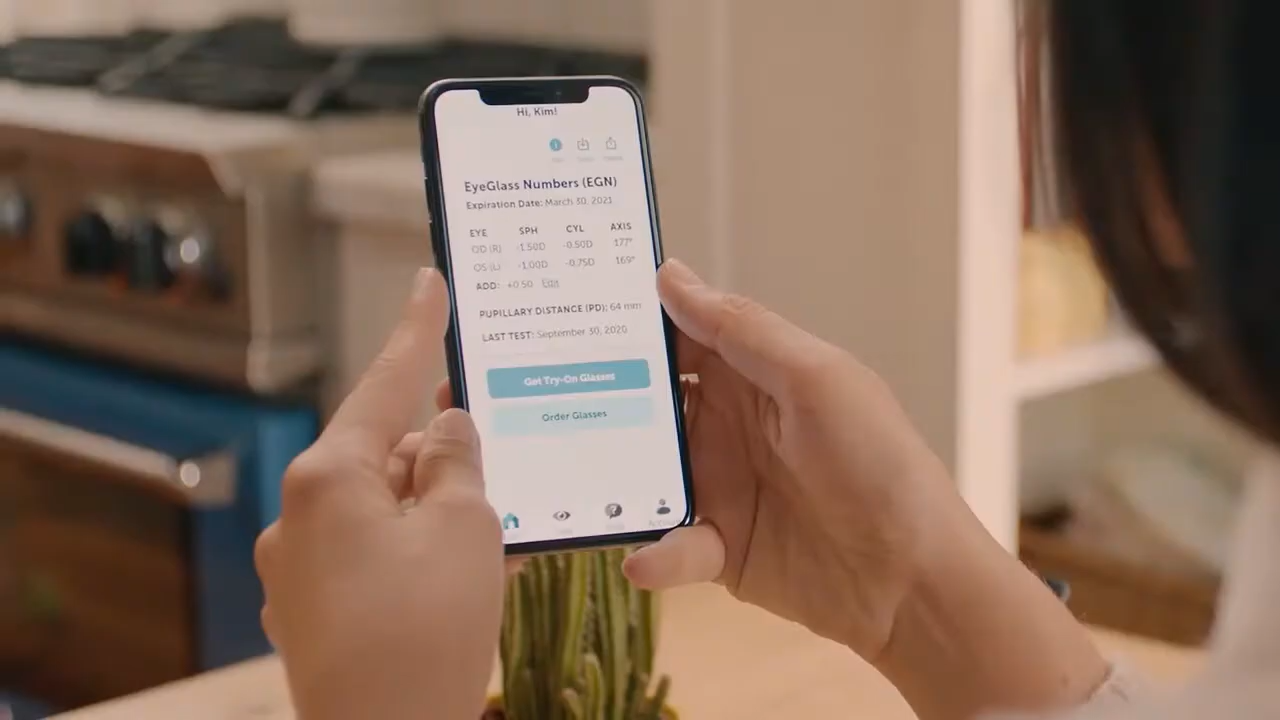 Hi, Kim!
EyeGlass Numbers (EGN)
Expiration Date: March 30, 2021
EYE SPH CYL AXIS
OD (R) -1.50D -0.50D 177°
OS (L) -1.00D -0.75D 169°
ADD: +0.50 Edit
PUPILLARY DISTANCE (PD): 64 mm
LAST TEST: September 30, 2020
Get Try-On Glasses
Order Glasses